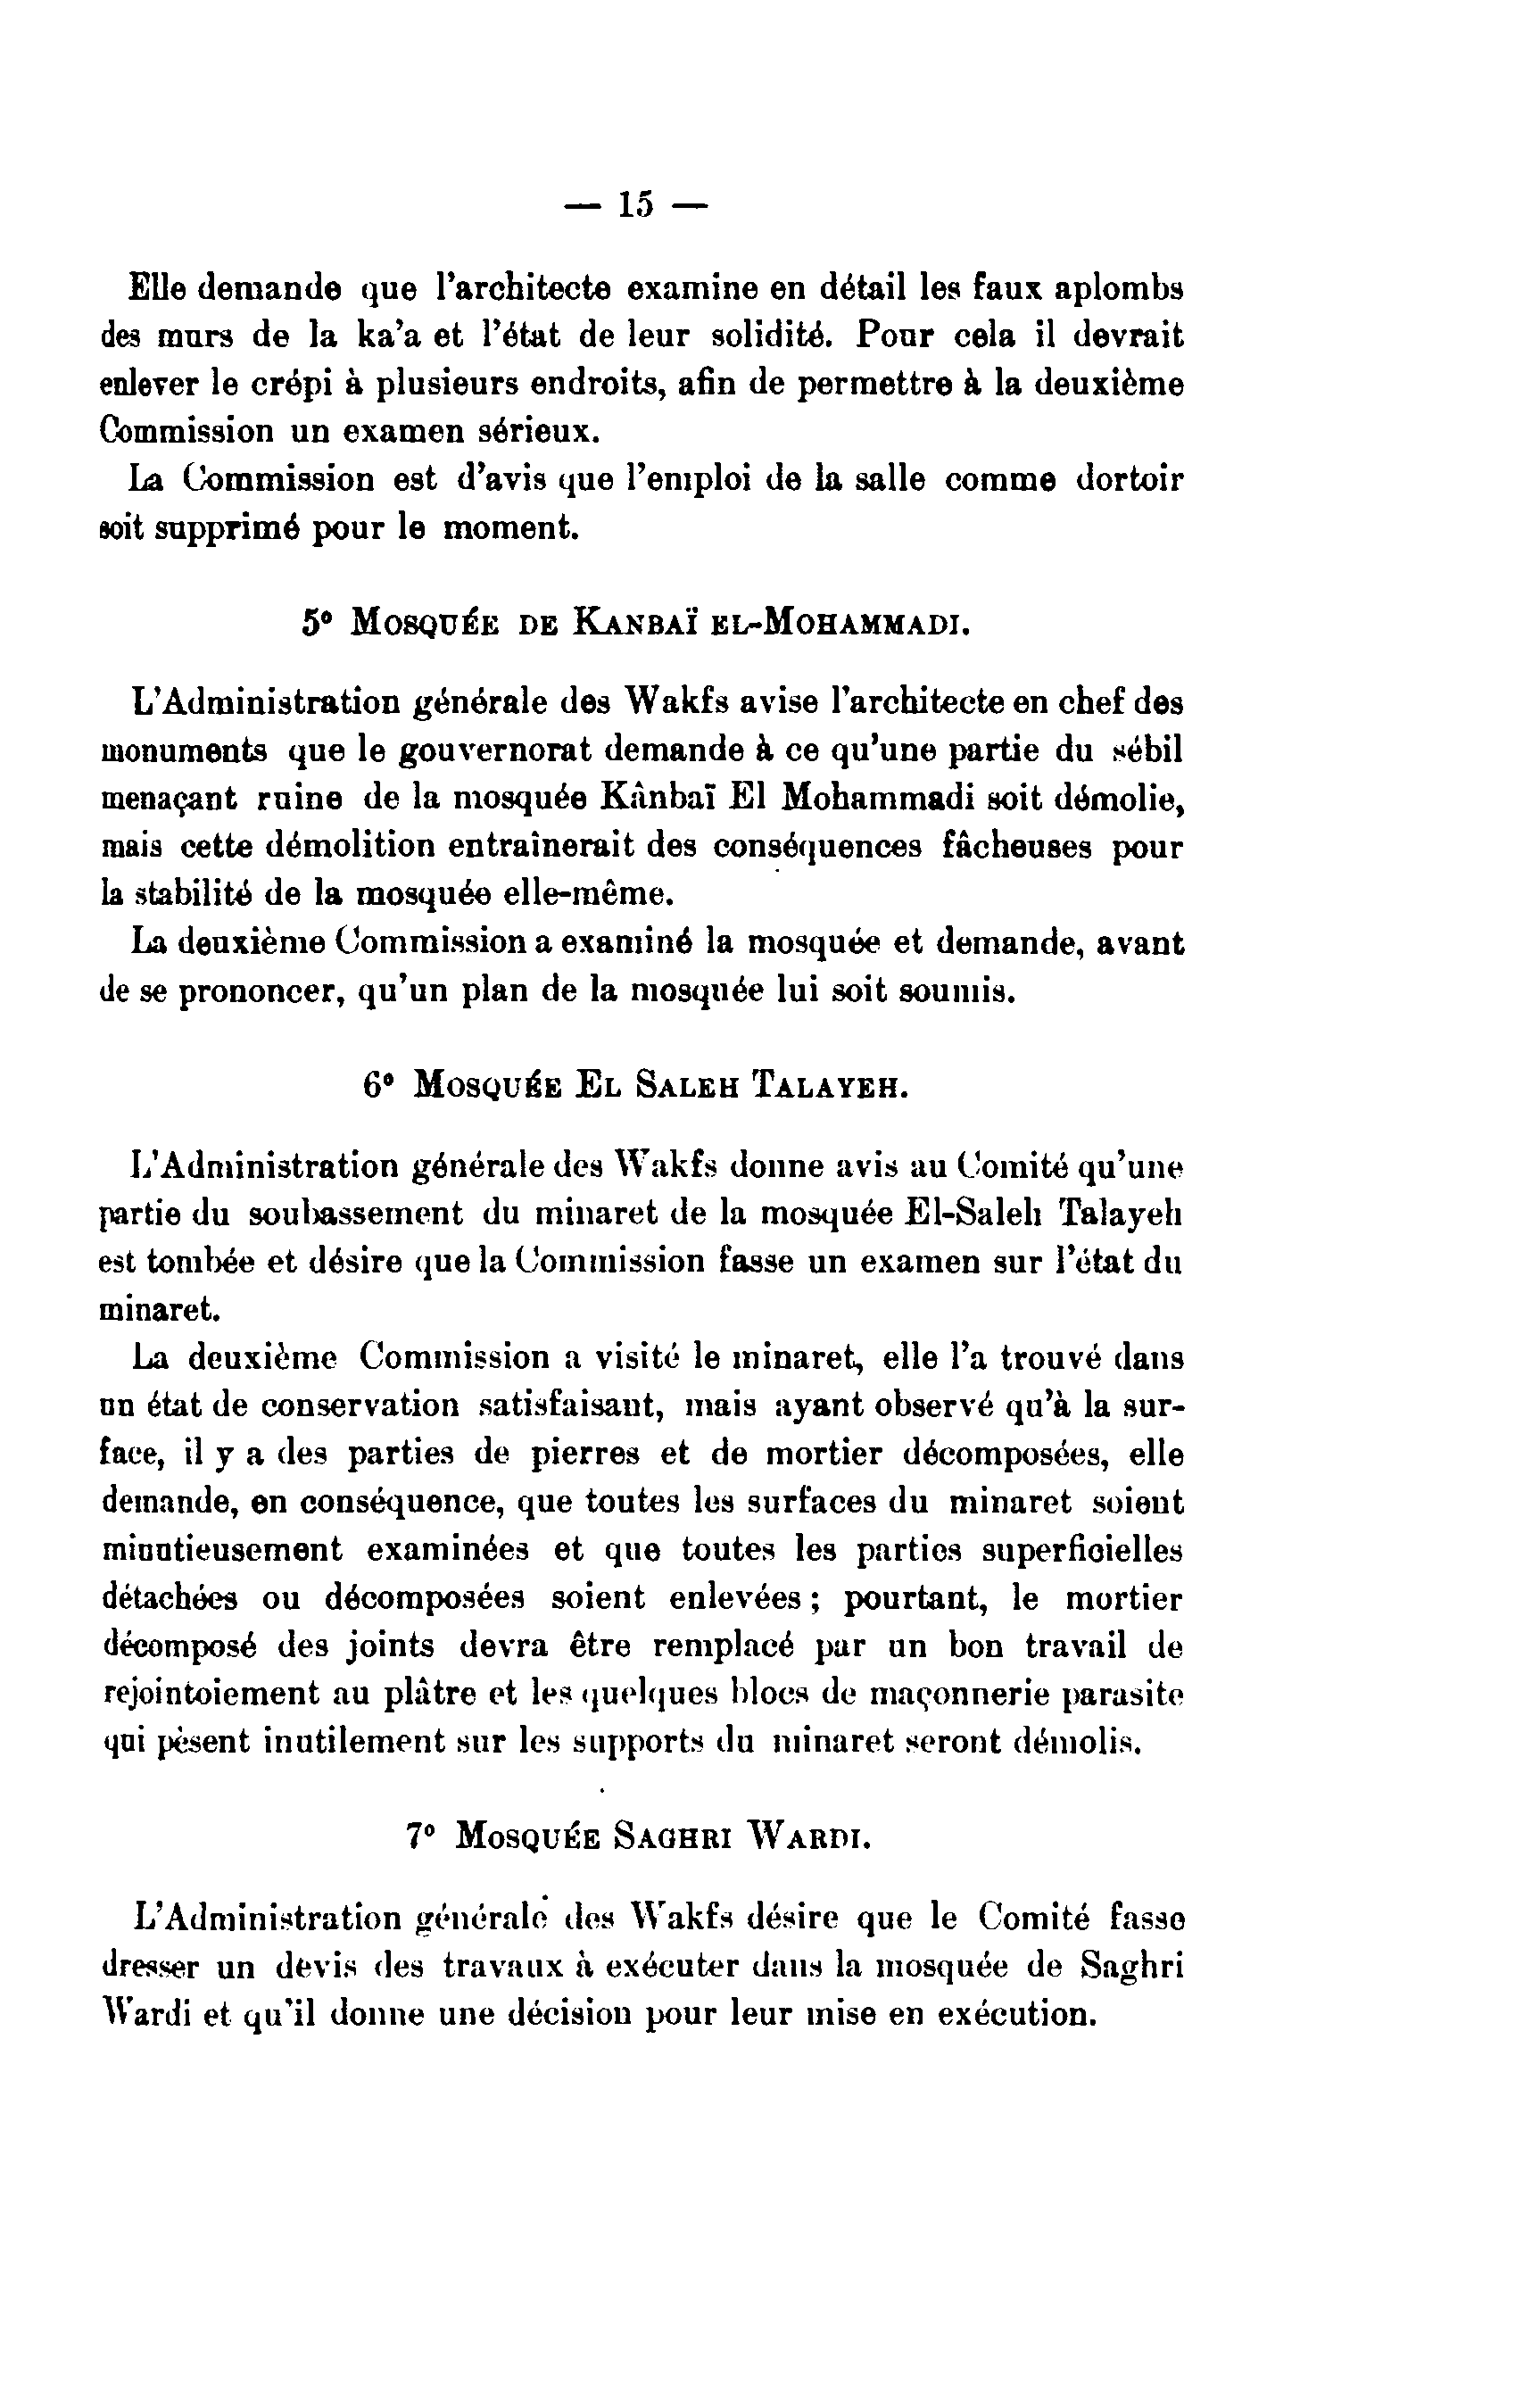 — 15 —
Elle demande que l'architecte examine en détail les faux aplombs
des murs de la ka'a et l'état de leur solidité. Pour cela il devrait
enlever le crépi à plusieurs endroits, afin de permettre à la deuxième
Commission un examen sérieux.
La Commission est d'avis que l'emploi de la salle comme dortoir
soit supprimé pour le moment.
5° MOSQUÉE DE KANBAÏ EL-MOHAMMADI.
L'Administration générale des Wakfs avise l'architecte en chef des
monuments que le gouvernorat demande à ce qu'une partie du sébil
menaçant ruine de la mosquée Kânbaï El Mohammadi soit démolie,
mais cette démolition entraînerait des conséquences fâcheuses pour
la stabilité de la mosquée elle-même.
La deuxième Commission a examiné la mosquée et demande, avant
de se prononcer, qu'un plan de la mosquée lui soit soumis.
6° MOSQUÉE EL SALEH TALAYEH.
L'Administration générale des Wakfs donne avis au Comité qu'une
partie du soubassement du minaret de la mosquée El-Saleh Talayeh
est tombée et désire que la Commission fasse un examen sur l'état du
minaret.
La deuxième Commission a visité le minaret, elle l'a trouvé dans
un état de conservation satisfaisant, mais ayant observé qu'à la sur-
face, il y a des parties de pierres et de mortier décomposées, elle
demande, en conséquence, que toutes les surfaces du minaret soient
minutieusement examinées et que toutes les parties superficielles
détachées ou décomposées soient enlevées ; pourtant, le mortier
décomposé des joints devra être remplacé par un bon travail de
rejointoiement au plâtre et les quelques blocs de maçonnerie parasite
qui pèsent inutilement sur les supports du minaret seront démolis.
7° MOSQUÉE SAGHRI WARDI.
L'Administration générale des Wakfs désire que le Comité fasse
dresser un devis des travaux à exécuter dans la mosquée de Saghri
Wardi et qu'il donne une décision pour leur mise en exécution.